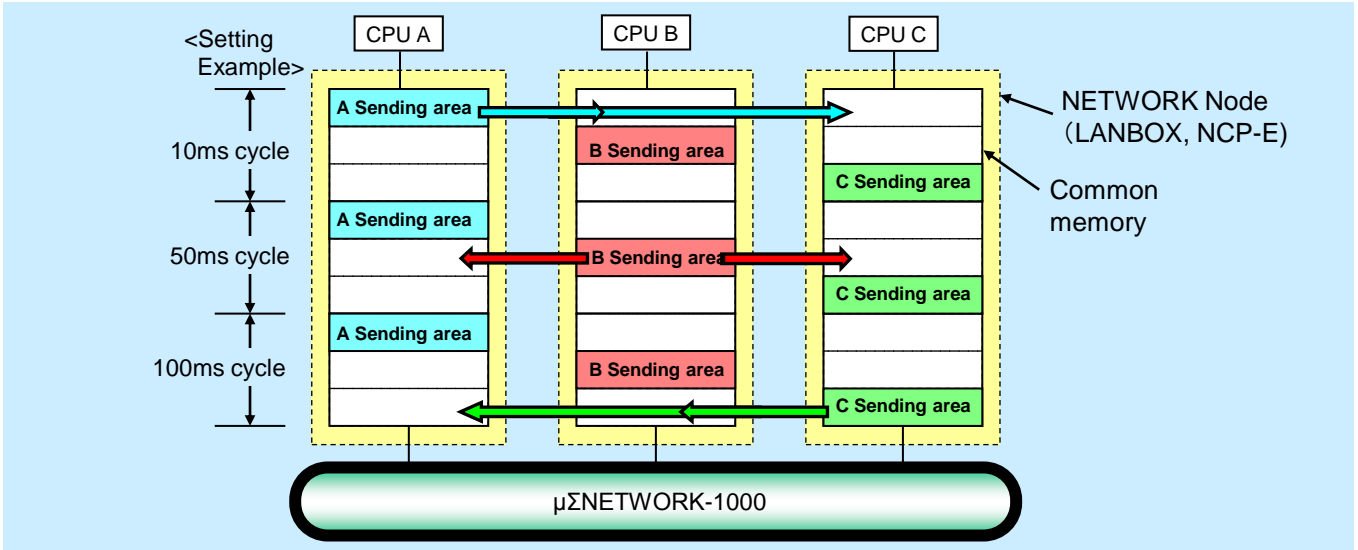 <Setting
Example>
CPU A
CPU B
CPU C
A Sending area
10ms cycle
B Sending area
C Sending area
NETWORK Node
（LANBOX, NCP-E)
Common
memory
A Sending area
50ms cycle
B Sending area
C Sending area
A Sending area
100ms cycle
B Sending area
C Sending area
μΣNETWORK-1000